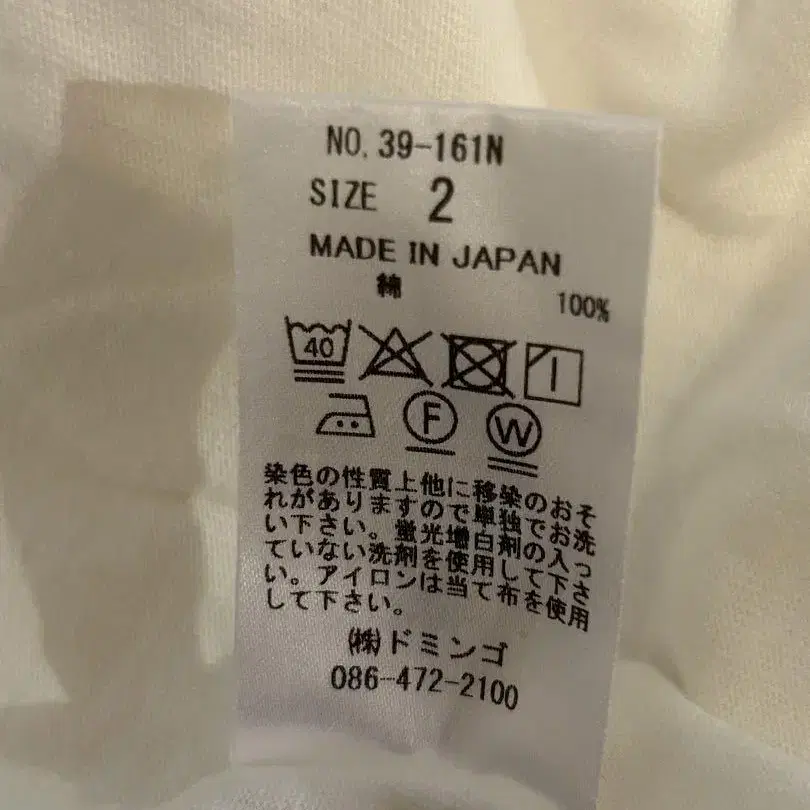 NO. 39-161N
SIZE 2
MADE IN JAPAN
綿 100%
40
F W
染色の性質上他に移染のおそ
れがありますので単独でお洗
い下さい。蛍光増白剤の入っ
ていない洗剤を使用して下さ
い。アイロンは当て布を使用
して下さい。
㈱ドミンゴ
086-472-2100